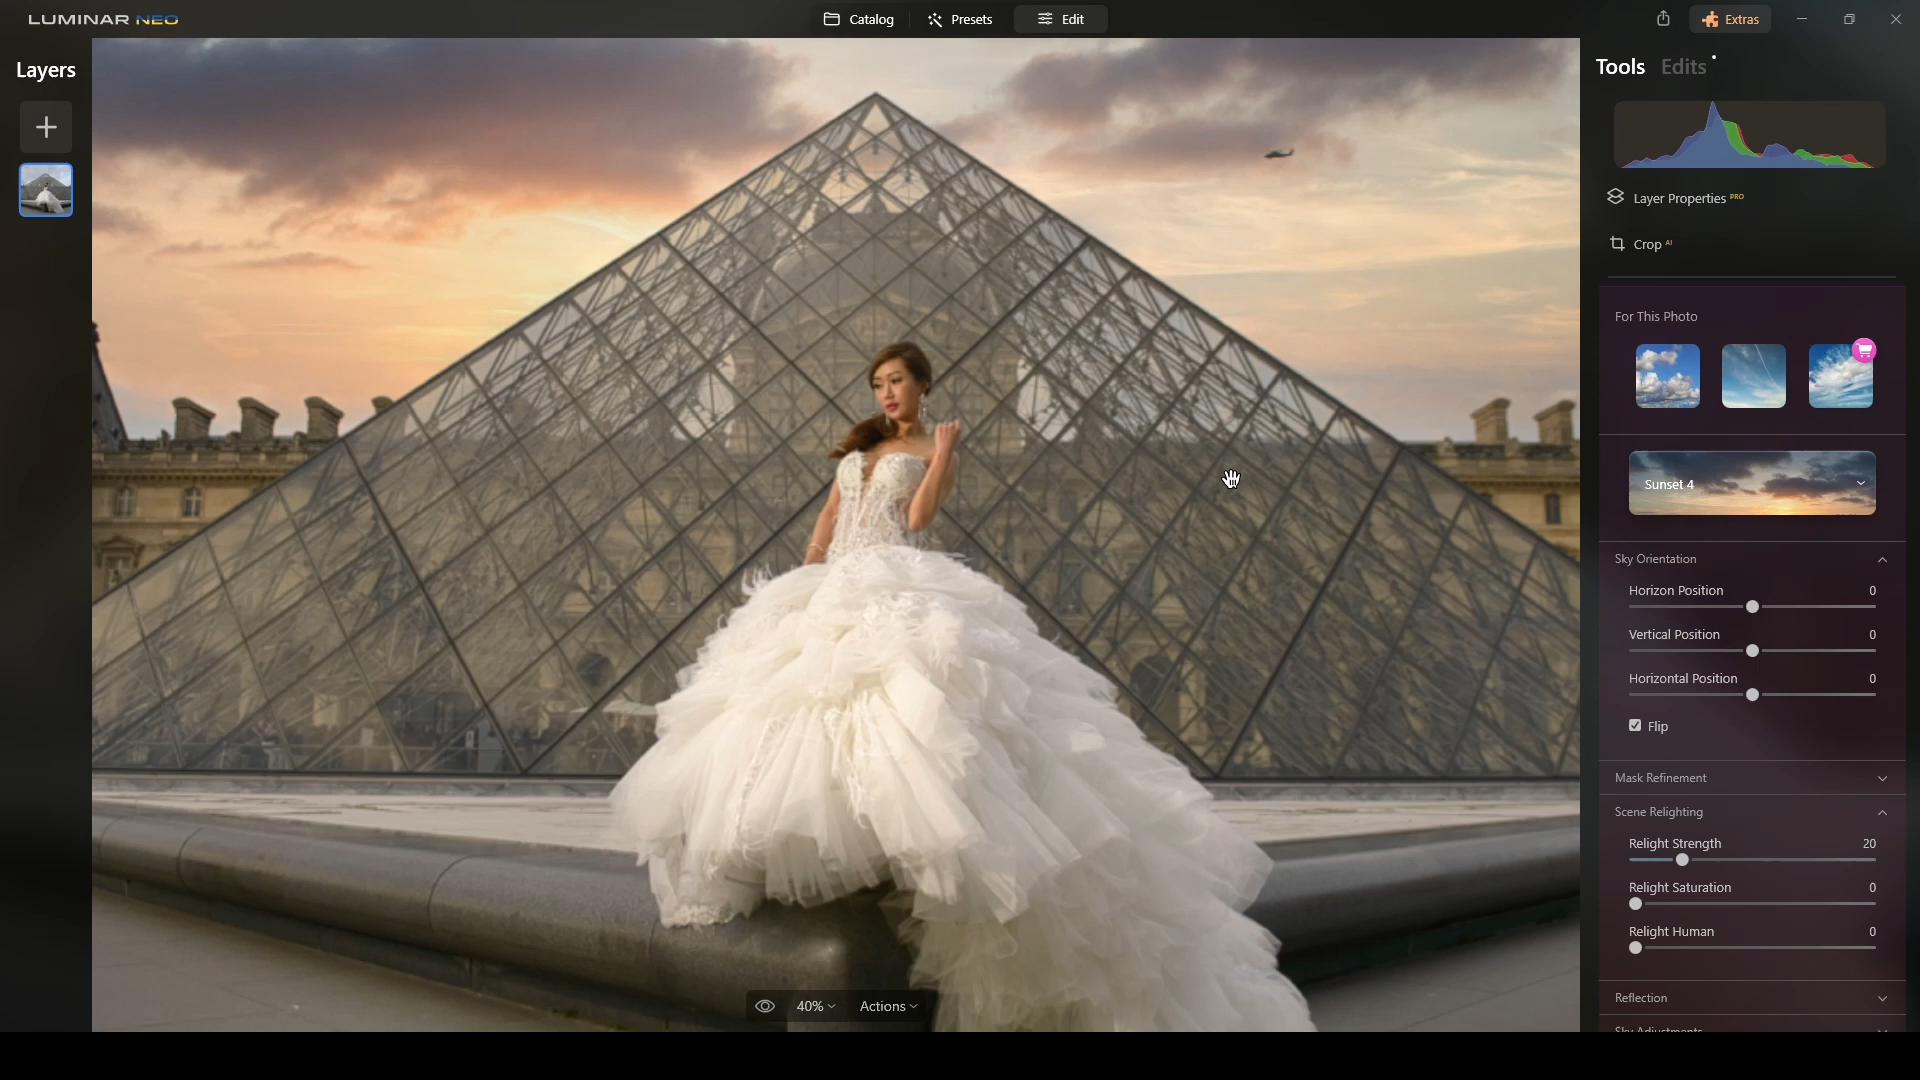 LUMINAR NEO
Catalog
Presets
Edit
Extras
Layers
Tools Edits
Layer Properties PRO
Crop AI
For This Photo
Sunset 4
Sky Orientation
Horizon Position 0
Vertical Position 0
Horizontal Position 0
Flip
Mask Refinement
Scene Relighting
Relight Strength 20
Relight Saturation 0
Relight Human 0
Reflection
Sky Adjustments
40%
Actions